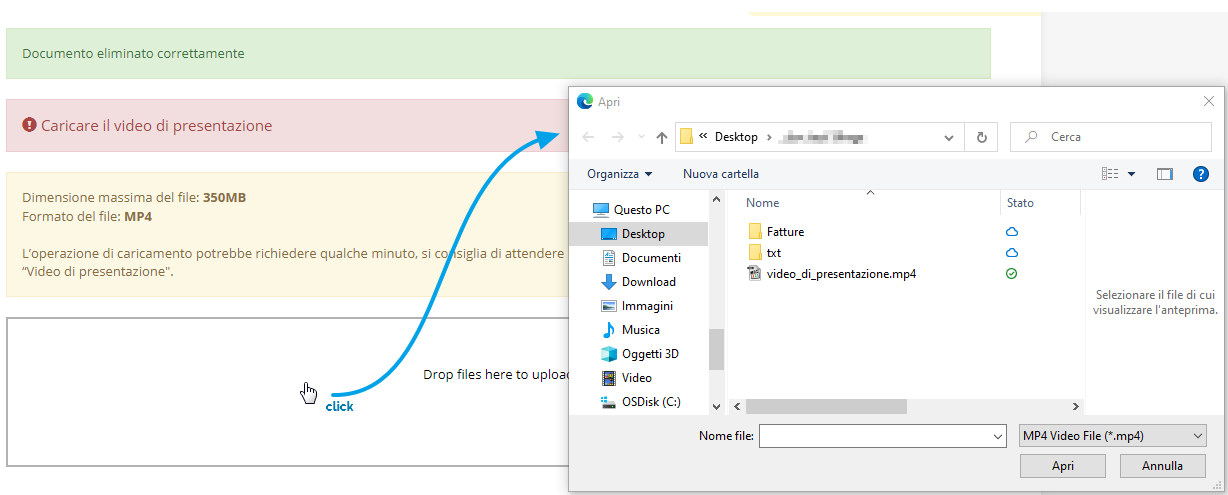 Documento eliminato correttamente
Caricare il video di presentazione
Dimensione massima del file: 350MB
Formato del file: MP4
L'operazione di caricamento potrebbe richiedere qualche minuto, si consiglia di attendere
"Video di presentazione".
Drop files here to upload
click
Apri
« Desktop ›
Cerca
Organizza
Nuova cartella
?
Questo PC
Desktop
Documenti
Download
Immagini
Musica
Oggetti 3D
Video
OSDisk (C:)
Nome
Stato
Fatture
txt
video_di_presentazione.mp4
Selezionare il file di cui
visualizzare l'anteprima.
Nome file:
MP4 Video File (*.mp4)
Apri
Annulla